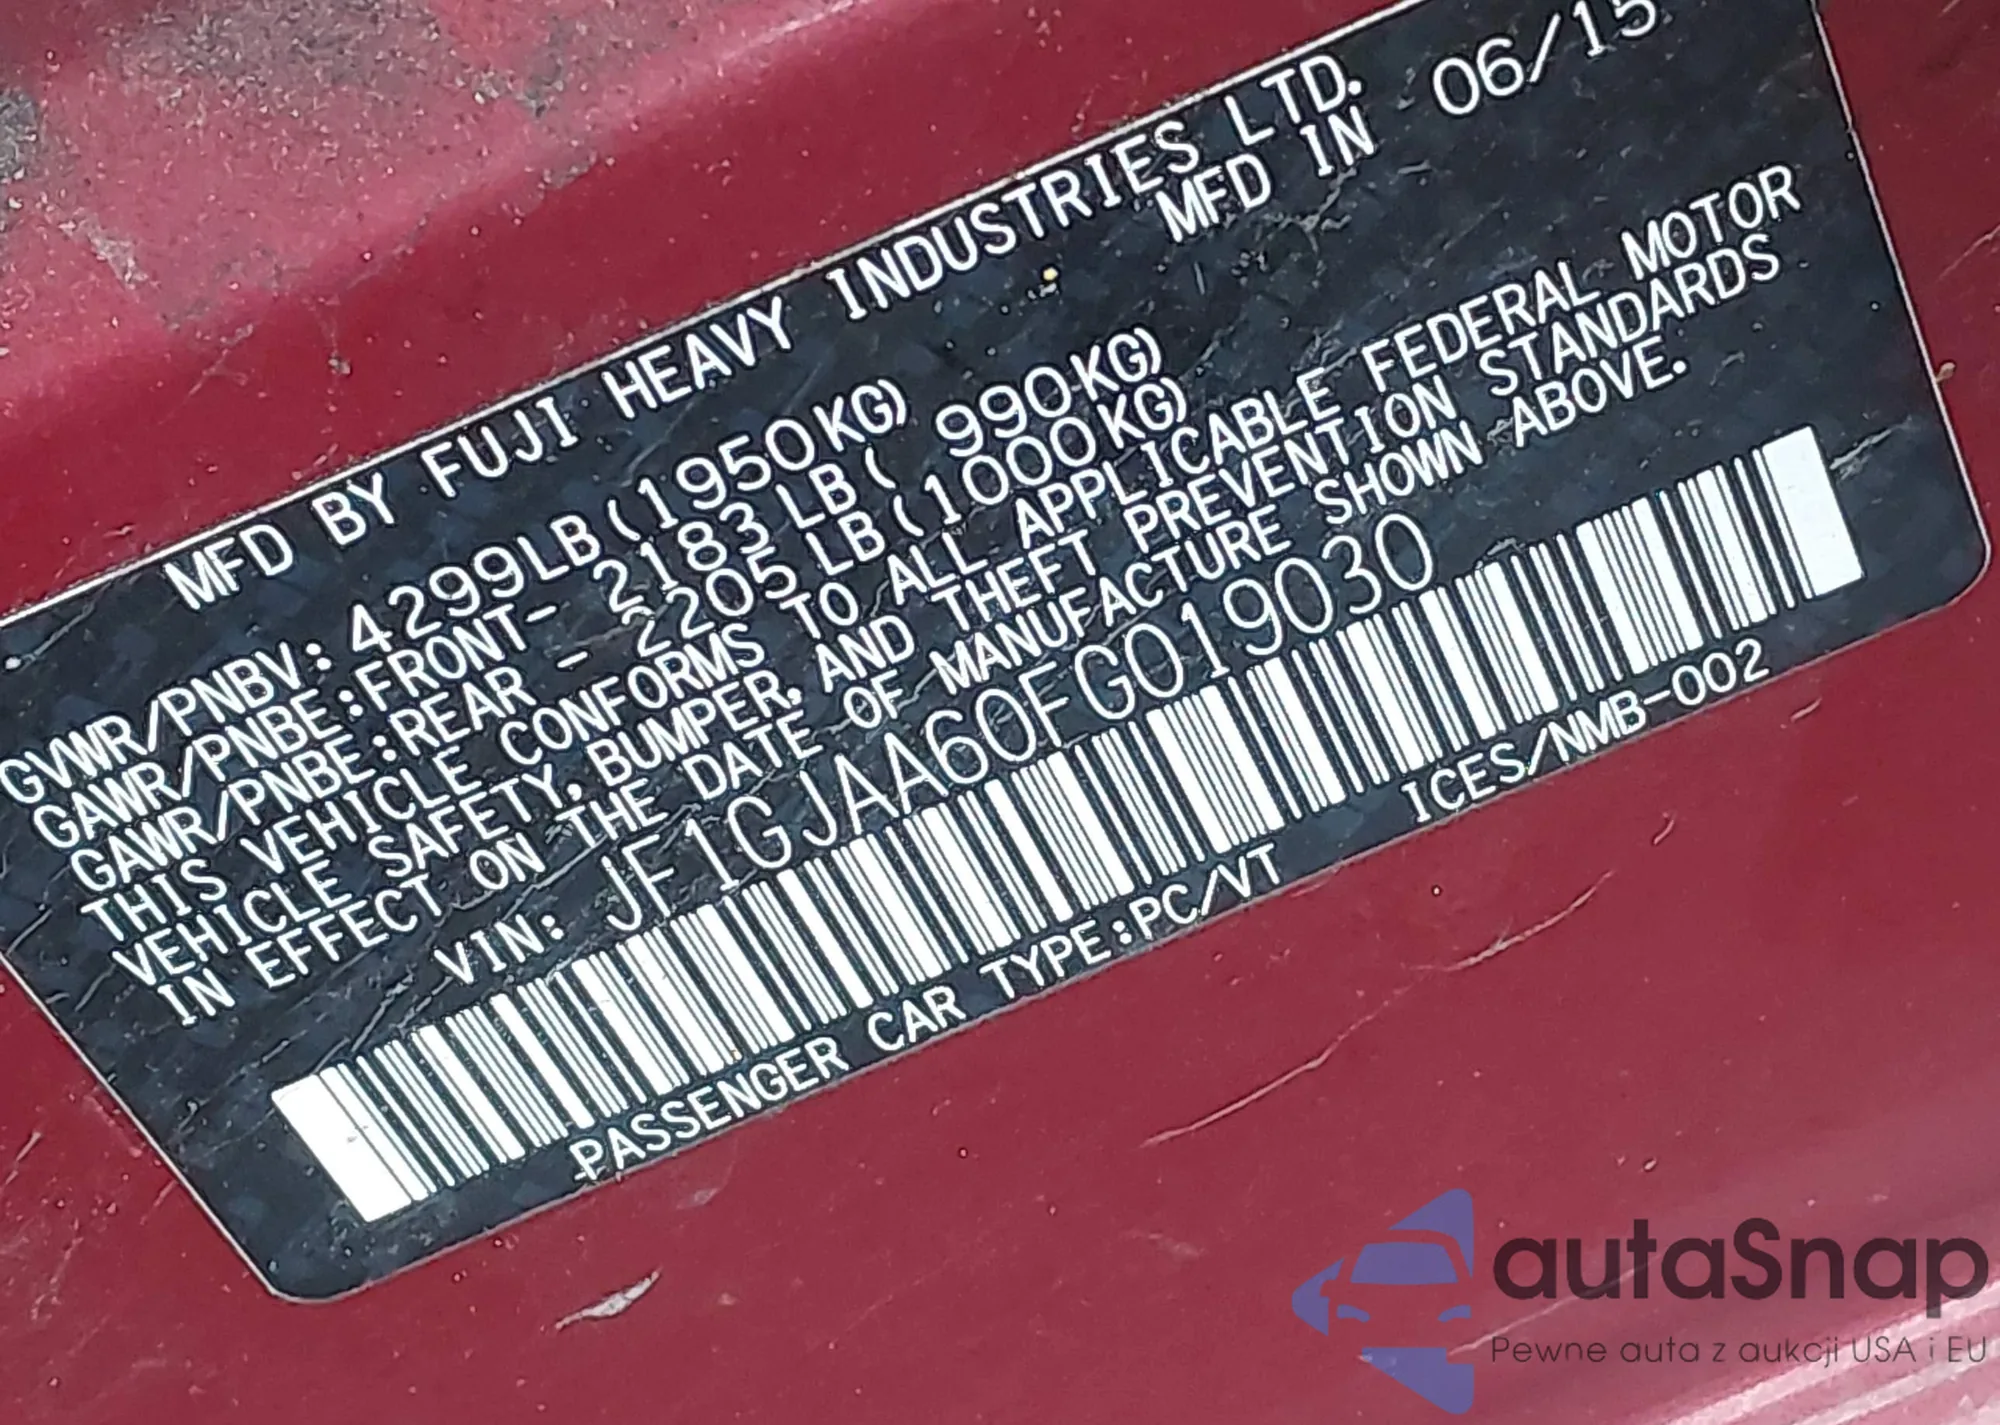 MFD BY FUJI HEAVY INDUSTRIES LTD.
MFD IN 06/15
GVWR/PNBV: 4299LB(1950KG)
GAWR/PNBE:FRONT- 2183LB( 990KG)
GAWR/PNBE:REAR - 2205LB(1000KG)
THIS VEHICLE CONFORMS TO ALL APPLICABLE FEDERAL MOTOR
VEHICLE SAFETY, BUMPER, AND THEFT PREVENTION STANDARDS
IN EFFECT ON THE DATE OF MANUFACTURE SHOWN ABOVE.
VIN: JF1GJAA60FG019030
PASSENGER CAR TYPE:PC/VT ICES/NMB-002
autaSnap
Pewne auta z aukcji USA i EU